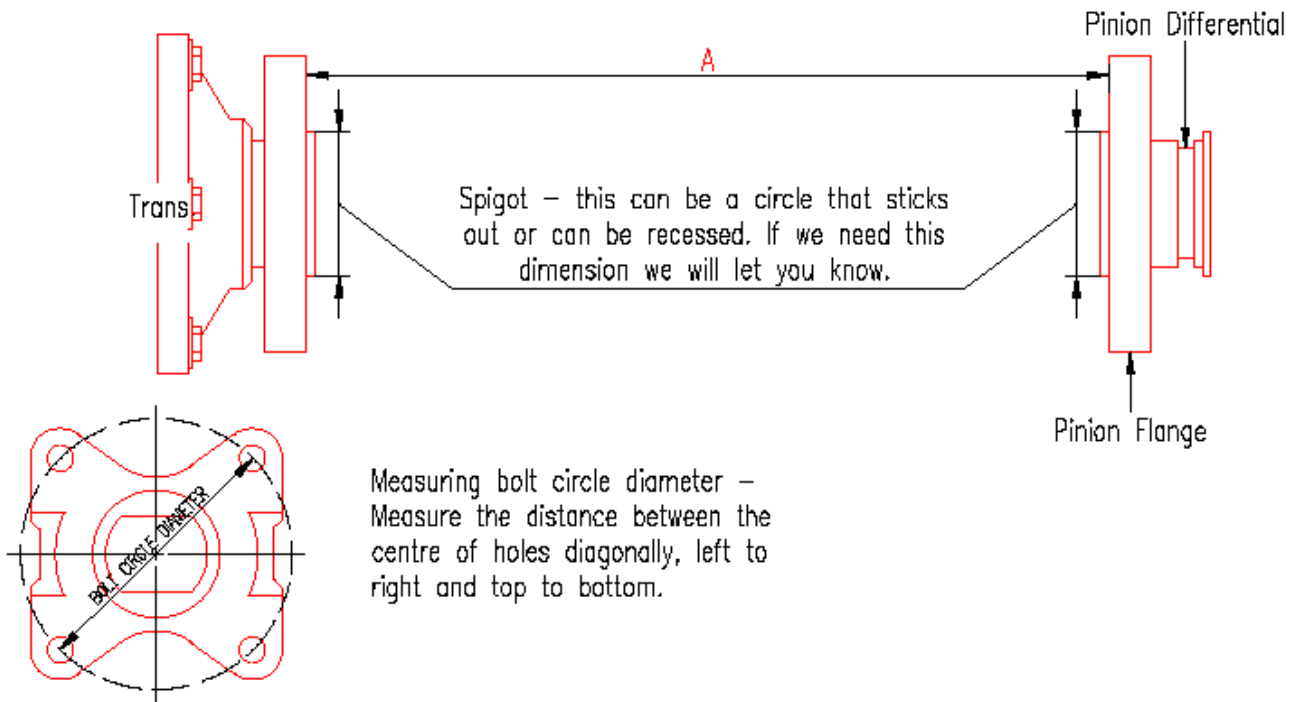 Pinion Differential
A
Trans.
Spigot – this can be a circle that sticks
out or can be recessed. If we need this
dimension we will let you know.
Pinion Flange
BOLT CIRCLE DIAMETER
Measuring bolt circle diameter –
Measure the distance between the
centre of holes diagonally, left to
right and top to bottom.